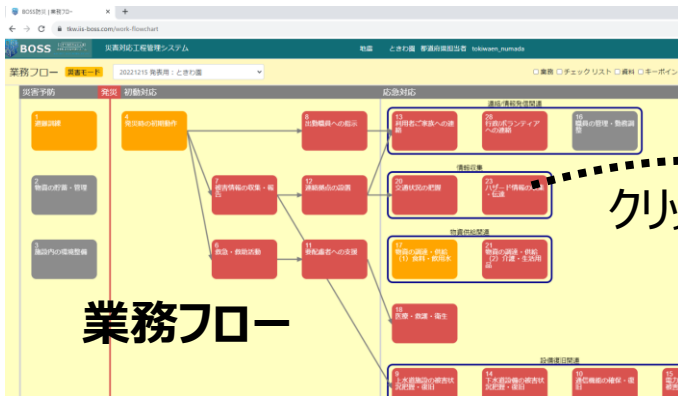 BOSS防災 | 業務フロー
tkw.iis-boss.com/work-flowchart
BOSS
災害対応工程管理システム
地震
ときわ園
都道府県担当者
tokiwaen_numada
業務フロー
災害モード
20221215 発表用：ときわ園
業務
チェックリスト
資料
キーポイン
災害予防
発災
初動対応
応急対応
連絡/情報発信関連
1
避難訓練
4
発災時の初期動作
8
出勤職員への指示
13
利用者ご家族への連
絡
26
行政/ボランティア
への連絡
16
職員の管理・勤務調
整
情報収集
2
物資の貯蓄・管理
7
被害情報の収集・報
告
12
連絡拠点の設置
20
交通状況の把握
23
ハザード情報の
・伝達
クリ
物資供給関連
3
施設内の環境整備
6
救急・救助活動
11
要配慮者への支援
17
物資の調達・供給
（1）食料・飲用水
21
物資の調達・供給
（2）介護・生活用
品
業務フロー
18
医療・救護・衛生
設備復旧関連
9
上水道施設の被害状
況把握・復旧
14
下水道設備の被害状
況把握・復旧
10
通信機能の確保・復
旧
15
電力
被害